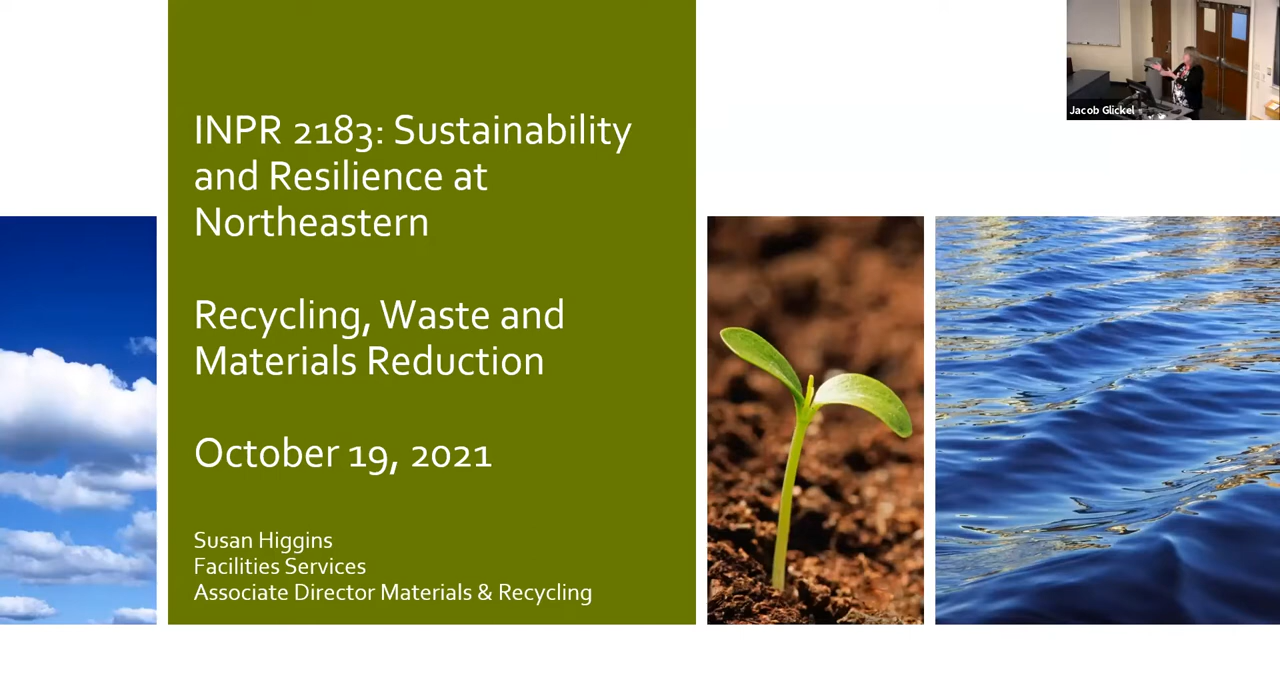 INPR 2183: Sustainability
and Resilience at
Northeastern
Recycling, Waste and
Materials Reduction
October 19, 2021
Susan Higgins
Facilities Services
Associate Director Materials & Recycling
Jacob Glickel